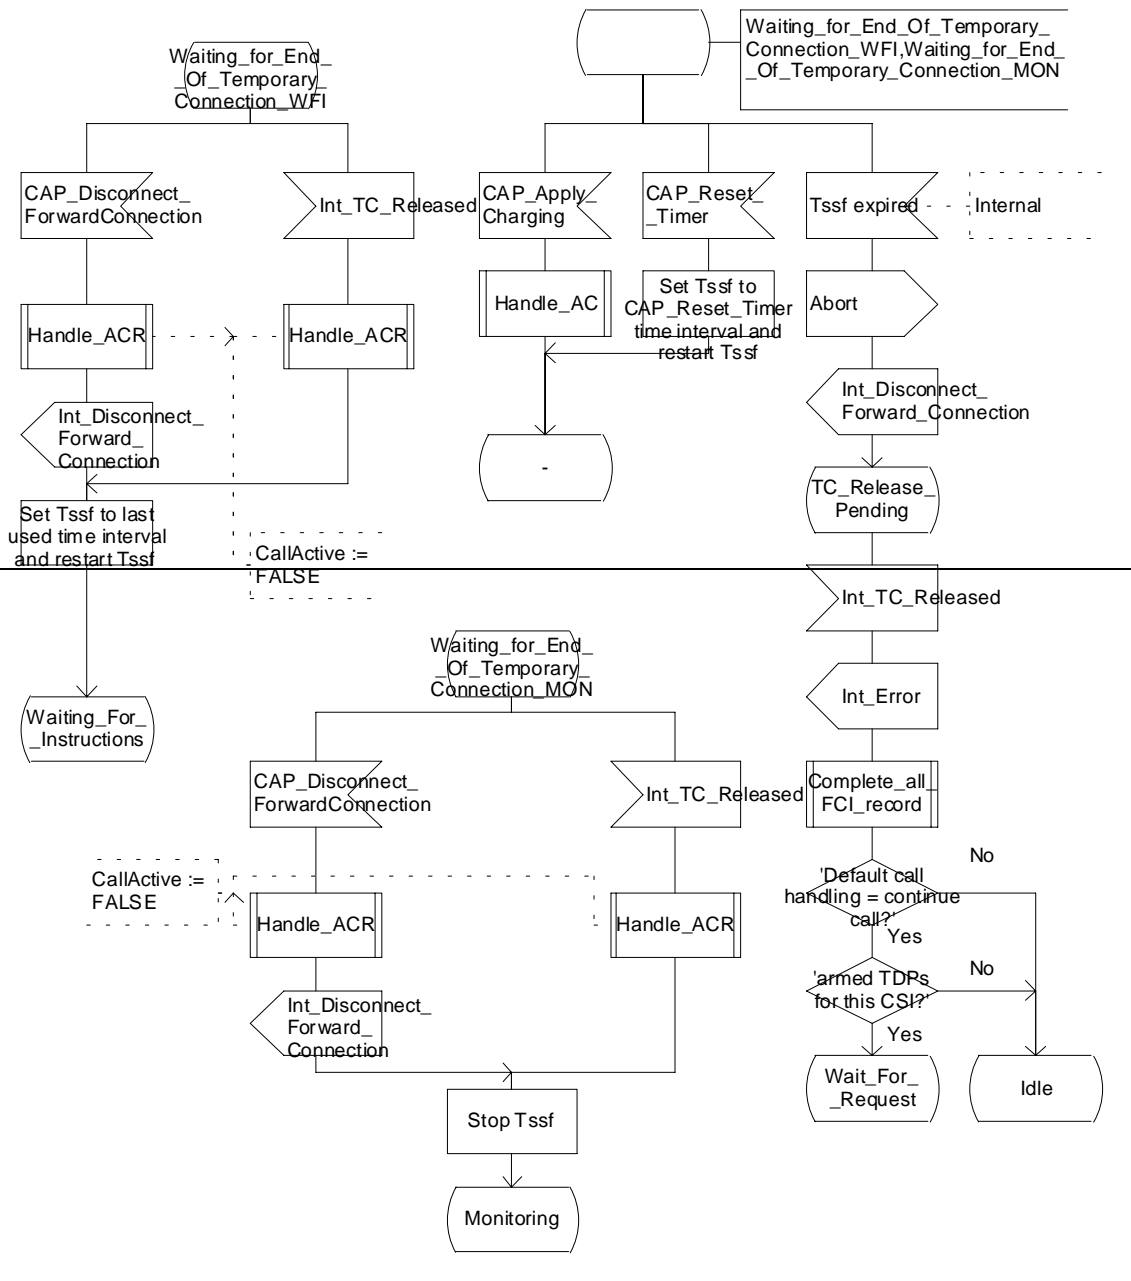 Waiting_for_End_
_Of_Temporary_
Connection_WFI
Waiting_for_End_Of_Temporary_
Connection_WFI,Waiting_for_End_
_Of_Temporary_Connection_MON
CAP_Disconnect_
ForwardConnection
Int_TC_Released
CAP_Apply_
Charging
CAP_Reset_
_Timer
Tssf expired
Internal
Handle_ACR
Handle_ACR
Handle_AC
Set Tssf to
CAP_Reset_Timer
time interval and
restart Tssf
Abort
Int_Disconnect_
Forward_
Connection
Int_Disconnect_
Forward_Connection
-
TC_Release_
Pending
Set Tssf to last
used time interval
and restart Tssf
CallActive :=
FALSE
Int_TC_Released
Waiting_for_End_
_Of_Temporary_
Connection_MON
Int_Error
Waiting_For_
_Instructions
CAP_Disconnect_
ForwardConnection
Int_TC_Released
Complete_all_
FCI_record
CallActive :=
FALSE
Handle_ACR
Handle_ACR
'Default call
handling = continue
call?'
No
Yes
'armed TDPs
for this CSI?'
No
Yes
Int_Disconnect_
Forward_
Connection
Wait_For_
_Request
Idle
Stop Tssf
Monitoring